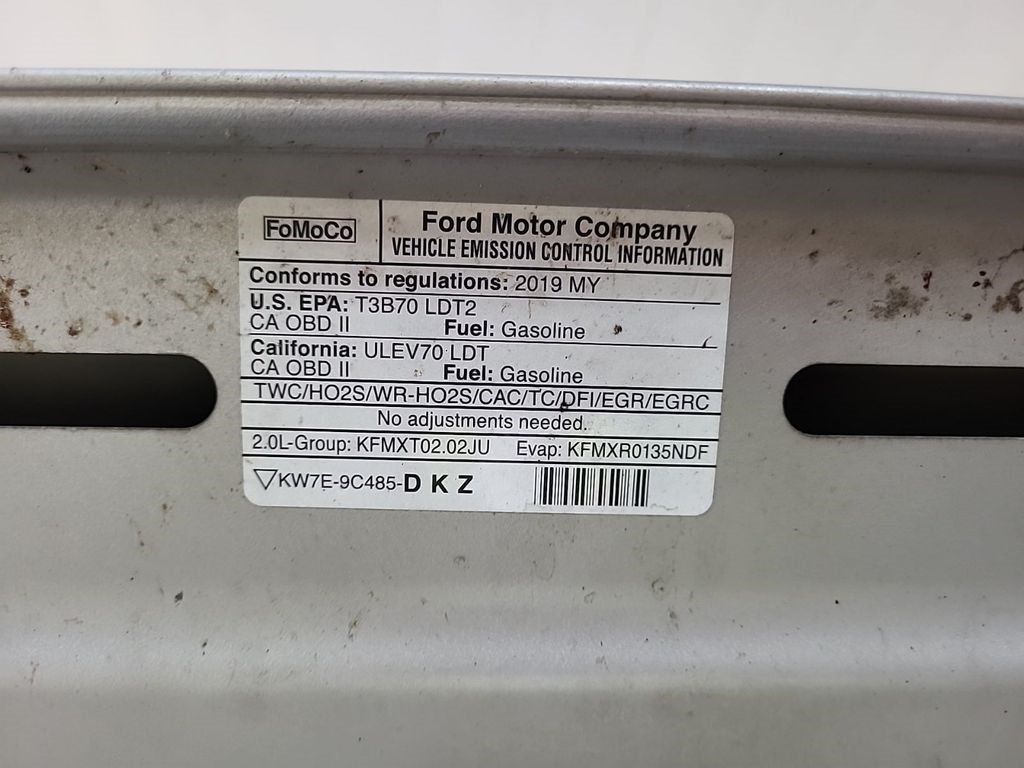 FoMoCo
Ford Motor Company
VEHICLE EMISSION CONTROL INFORMATION
Conforms to regulations: 2019 MY
U.S. EPA: T3B70 LDT2
CA OBD II Fuel: Gasoline
California: ULEV70 LDT
CA OBD II Fuel: Gasoline
TWC/HO2S/WR-HO2S/CAC/TC/DFI/EGR/EGRC
No adjustments needed.
2.0L-Group: KFMXT02.02JU Evap: KFMXR0135NDF
KW7E-9C485-D K Z